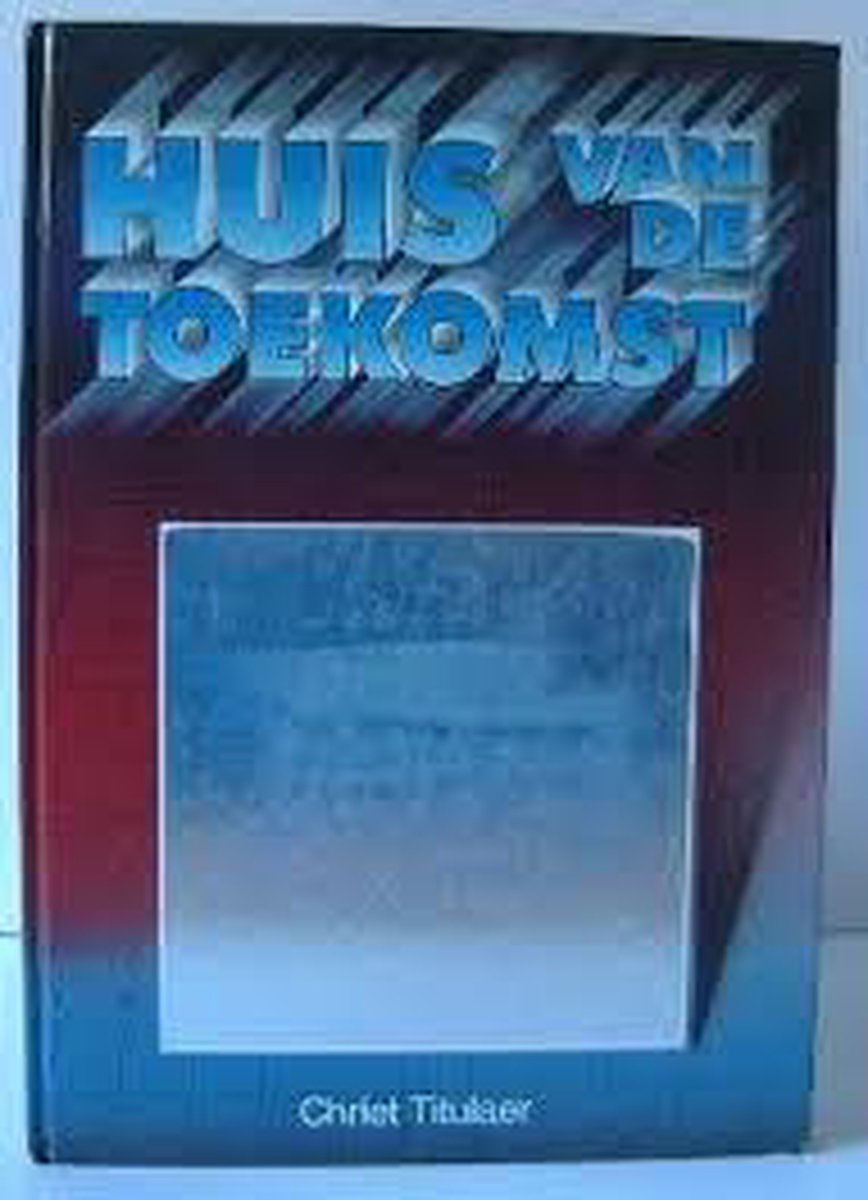 HUIS VAN
DE
TOEKOMST
Chriet Titulaer